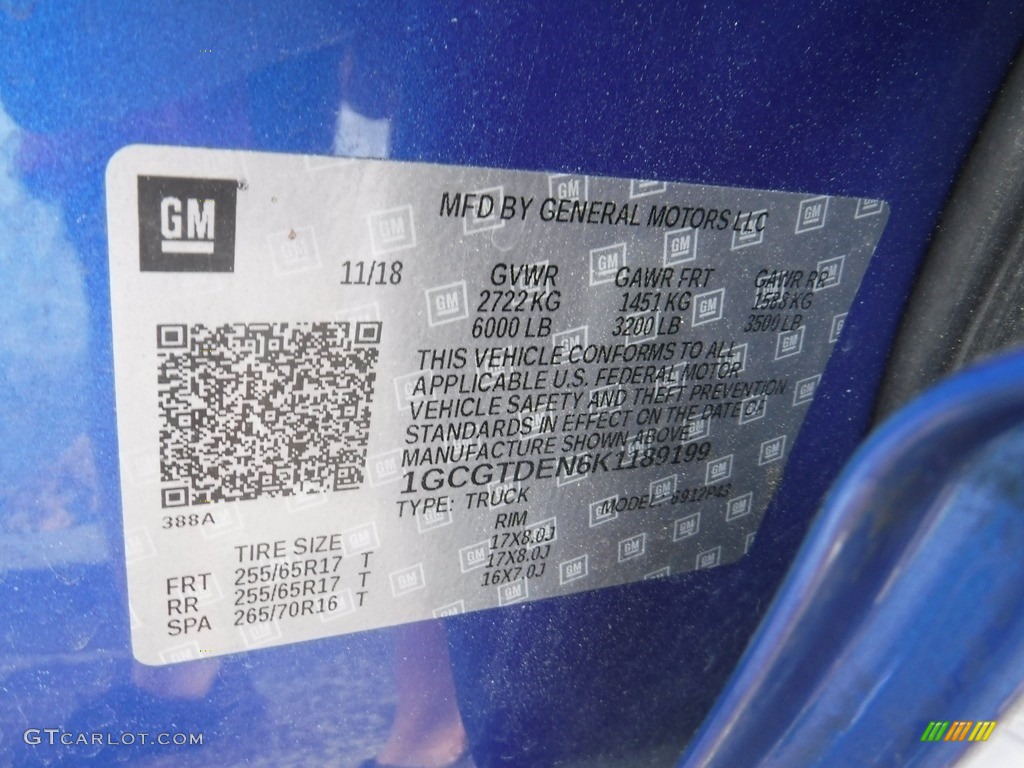 GM
MFD BY GENERAL MOTORS LLC
11/18 GVWR GAWR FRT GAWR RR
2722 KG 1451 KG 1588 KG
6000 LB 3200 LB 3500 LB
THIS VEHICLE CONFORMS TO ALL
APPLICABLE U.S. FEDERAL MOTOR
VEHICLE SAFETY AND THEFT PREVENTION
STANDARDS IN EFFECT ON THE DATE OF
MANUFACTURE SHOWN ABOVE.
1GCGTDEN6K1189199
TYPE: TRUCK MODEL:
388A
TIRE SIZE RIM
FRT 255/65R17 T 17X8.0J
RR 255/65R17 T 17X8.0J
SPA 265/70R16 T 16X7.0J
GTCARLOT.COM